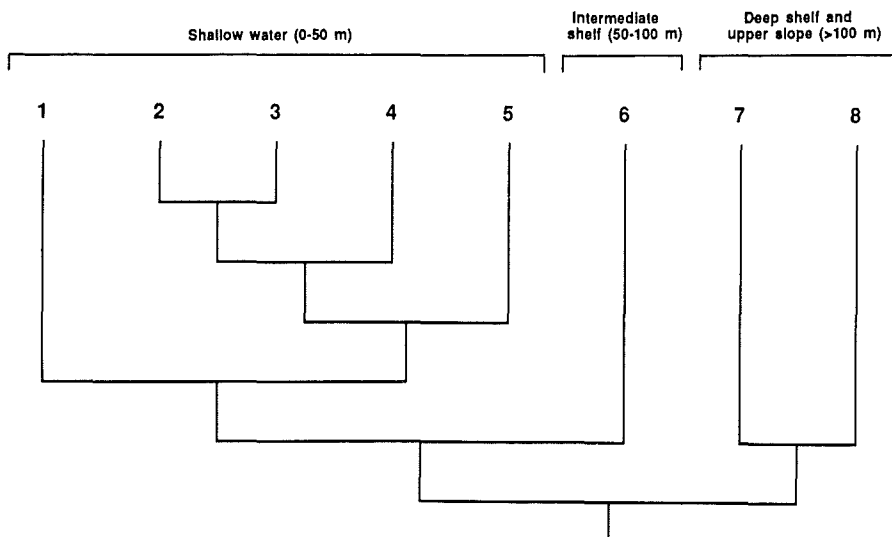 Shallow water (0-50 m)
Intermediate
shelf (50-100 m)
Deep shelf and
upper slope (>100 m)
1 2 3 4 5 6 7 8